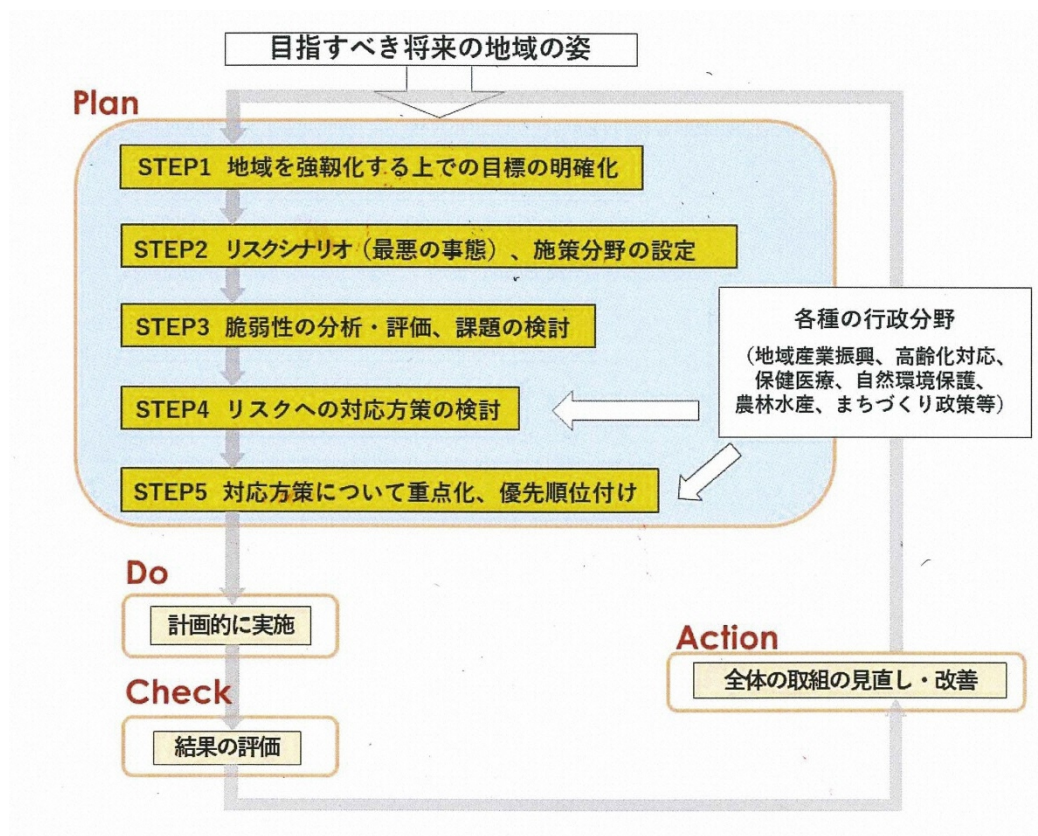 目指すべき将来の地域の姿
Plan
STEP1 地域を強靱化する上での目標の明確化
STEP2 リスクシナリオ（最悪の事態）、施策分野の設定
STEP3 脆弱性の分析・評価、課題の検討
各種の行政分野
（地域産業振興、高齢化対応、
保健医療、自然環境保護、
農林水産、まちづくり政策等）
STEP4 リスクへの対応方策の検討
STEP5 対応方策について重点化、優先順位付け
Do
計画的に実施
Check
結果の評価
Action
全体の取組の見直し・改善